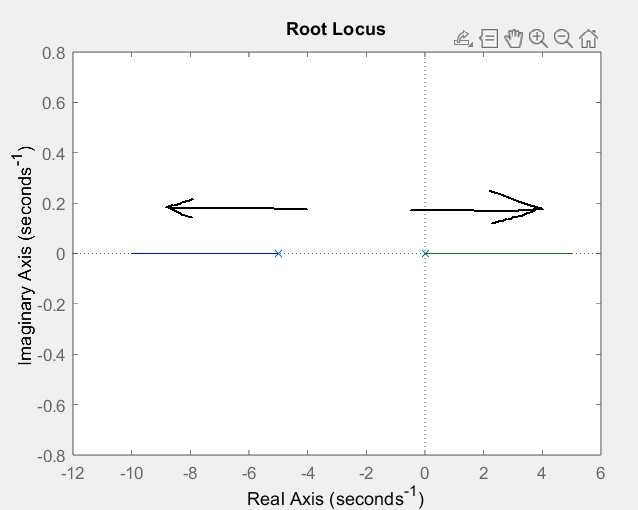 Root Locus
0.8
0.6
0.4
0.2
0
-0.2
-0.4
-0.6
-0.8
Imaginary Axis (seconds⁻¹)
-12 -10 -8 -6 -4 -2 0 2 4 6
Real Axis (seconds⁻¹)